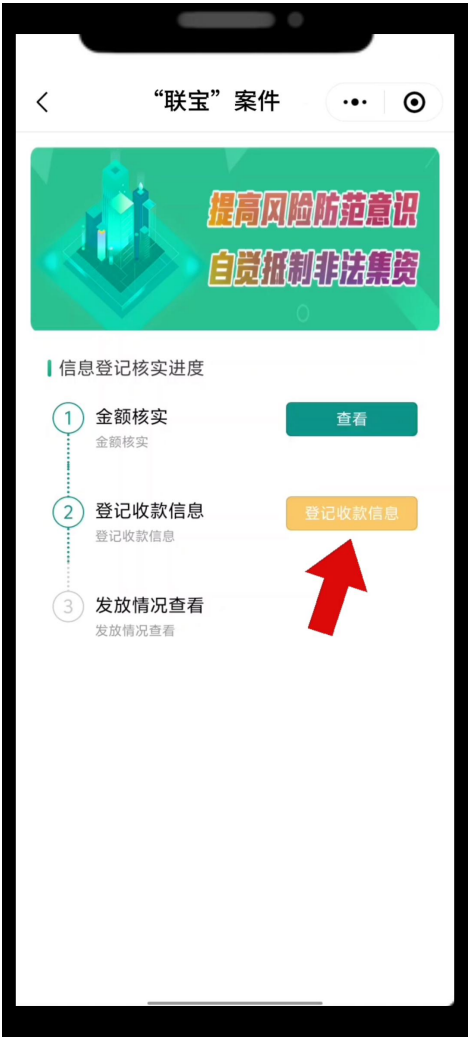 “联宝”案件
提高风险防范意识
自觉抵制非法集资
信息登记核实进度
1 金额核实 查看
金额核实
2 登记收款信息 登记收款信息
登记收款信息
3 发放情况查看
发放情况查看